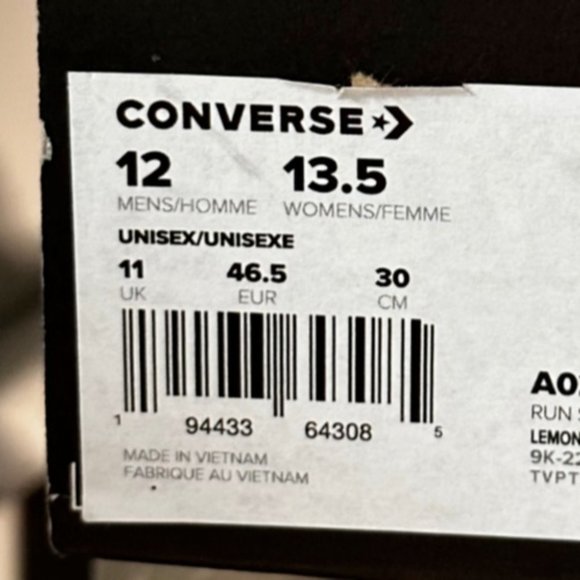 CONVERSE
12 13.5
MENS/HOMME WOMENS/FEMME
UNISEX/UNISEXE
11 46.5 30
UK EUR CM
1 94433 64308 5
MADE IN VIETNAM
FABRIQUE AU VIETNAM
A0
RUN
LEMON
9K-22
TVPT